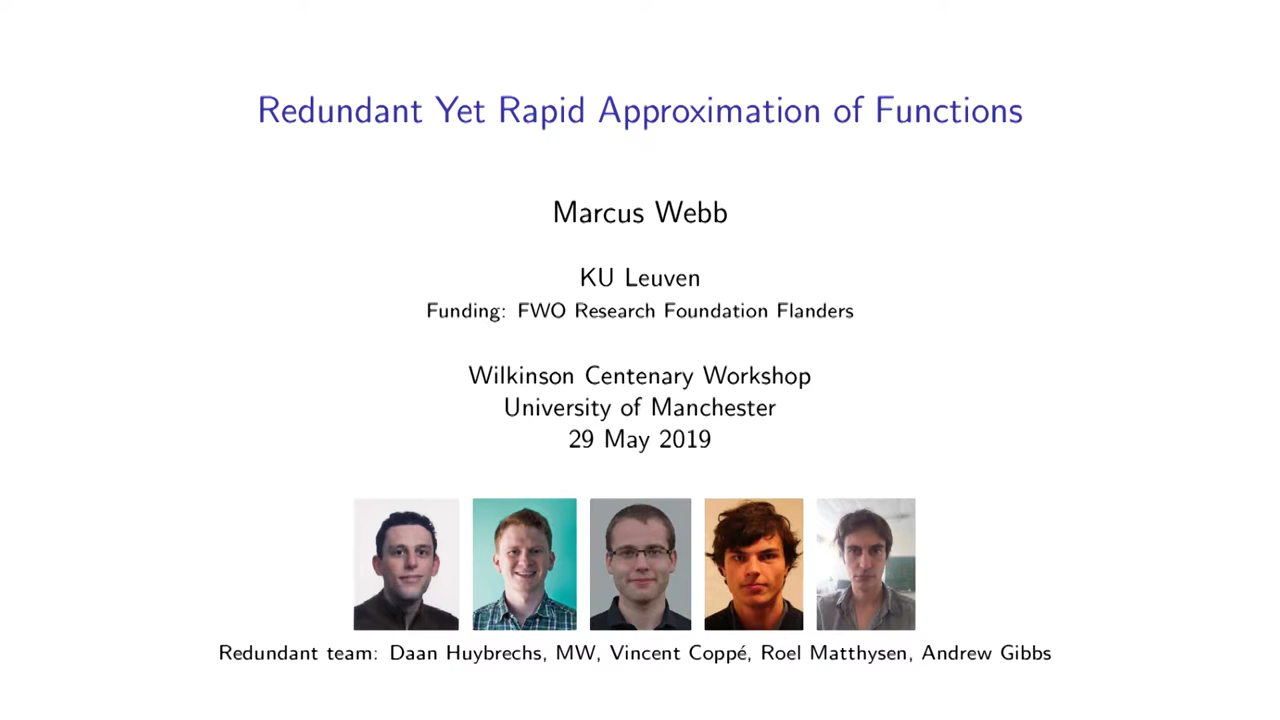 Redundant Yet Rapid Approximation of Functions
Marcus Webb
KU Leuven
Funding: FWO Research Foundation Flanders
Wilkinson Centenary Workshop
University of Manchester
29 May 2019
Redundant team: Daan Huybrechs, MW, Vincent Coppé, Roel Matthysen, Andrew Gibbs